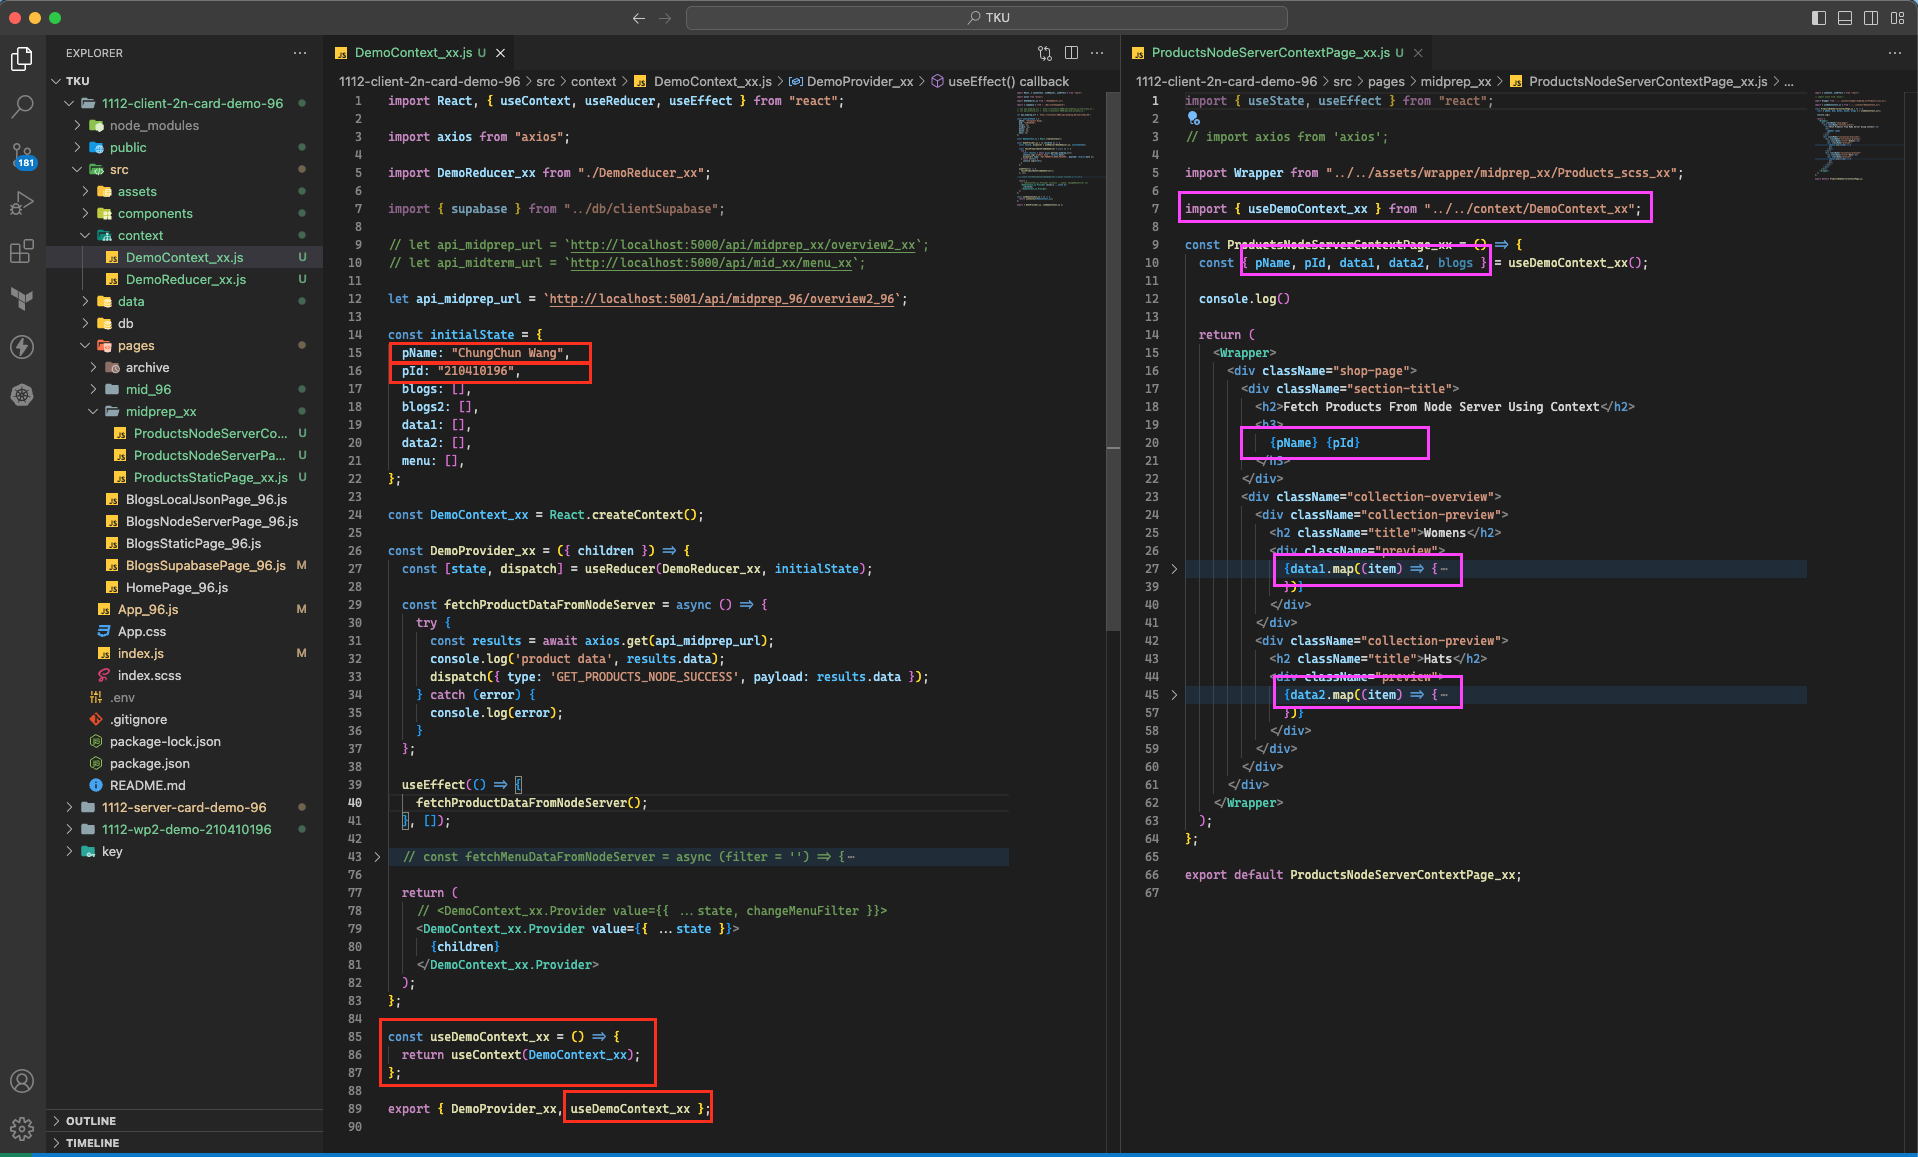 TKU
EXPLORER
TKU
1112-client-2n-card-demo-96
node_modules
public
src
assets
components
context
DemoContext_xx.js U
DemoReducer_xx.js U
data
db
pages
archive
mid_96
midprep_xx
ProductsNodeServerCo... U
ProductsNodeServerPa... U
ProductsStaticPage_xx.js U
BlogsLocalJsonPage_96.js
BlogsNodeServerPage_96.js
BlogsStaticPage_96.js
BlogsSupabasePage_96.js M
HomePage_96.js
App_96.js M
App.css
index.js M
index.scss
.env
.gitignore
package-lock.json
package.json
README.md
1112-server-card-demo-96
1112-wp2-demo-210410196
key
OUTLINE
TIMELINE
181
DemoContext_xx.js U
1112-client-2n-card-demo-96 > src > context > DemoContext_xx.js > DemoProvider_xx > useEffect() callback
1 import React, { useContext, useReducer, useEffect } from "react";
2
3 import axios from "axios";
4
5 import DemoReducer_xx from "./DemoReducer_xx";
6
7 import { supabase } from "../db/clientSupabase";
8
9 // let api_midprep_url = `http://localhost:5000/api/midprep_xx/overview2_xx`;
10 // let api_midterm_url = `http://localhost:5000/api/mid_xx/menu_xx`;
11
12 let api_midprep_url = `http://localhost:5001/api/midprep_96/overview2_96`;
13
14 const initialState = {
15 pName: "ChungChun Wang",
16 pId: "210410196",
17 blogs: [],
18 blogs2: [],
19 data1: [],
20 data2: [],
21 menu: [],
22 };
23
24 const DemoContext_xx = React.createContext();
25
26 const DemoProvider_xx = ({ children }) => {
27 const [state, dispatch] = useReducer(DemoReducer_xx, initialState);
28
29 const fetchProductDataFromNodeServer = async () => {
30 try {
31 const results = await axios.get(api_midprep_url);
32 console.log('product data', results.data);
33 dispatch({ type: 'GET_PRODUCTS_NODE_SUCCESS', payload: results.data });
34 } catch (error) {
35 console.log(error);
36 }
37 };
38
39 useEffect(() => {
40 fetchProductDataFromNodeServer();
41 }, []);
42
43 // const fetchMenuDataFromNodeServer = async (filter = '') => {⋯
76
77 return (
78 // <DemoContext_xx.Provider value={{ ...state, changeMenuFilter }}>
79 <DemoContext_xx.Provider value={{ ...state }}>
80 {children}
81 </DemoContext_xx.Provider>
82 );
83 };
84
85 const useDemoContext_xx = () => {
86 return useContext(DemoContext_xx);
87 };
88
89 export { DemoProvider_xx, useDemoContext_xx };
90
ProductsNodeServerContextPage_xx.js U
1112-client-2n-card-demo-96 > src > pages > midprep_xx > ProductsNodeServerContextPage_xx.js > ...
1 import { useState, useEffect } from "react";
2
3 // import axios from 'axios';
4
5 import Wrapper from "../../assets/wrapper/midprep_xx/Products_scss_xx";
6
7 import { useDemoContext_xx } from "../../context/DemoContext_xx";
8
9 const ProductsNodeServerContextPage_xx = () => {
10 const { pName, pId, data1, data2, blogs } = useDemoContext_xx();
11
12 console.log()
13
14 return (
15 <Wrapper>
16 <div className="shop-page">
17 <div className="section-title">
18 <h2>Fetch Products From Node Server Using Context</h2>
19 <h3>
20 {pName} {pId}
21 </h3>
22 </div>
23 <div className="collection-overview">
24 <div className="collection-preview">
25 <h2 className="title">Womens</h2>
26 <div className="preview">
27 {data1.map((item) => {⋯
39 })}
40 </div>
41 </div>
42 <div className="collection-preview">
43 <h2 className="title">Hats</h2>
44 <div className="preview">
45 {data2.map((item) => {⋯
57 })}
58 </div>
59 </div>
60 </div>
61 </div>
62 </Wrapper>
63 );
64 };
65
66 export default ProductsNodeServerContextPage_xx;
67